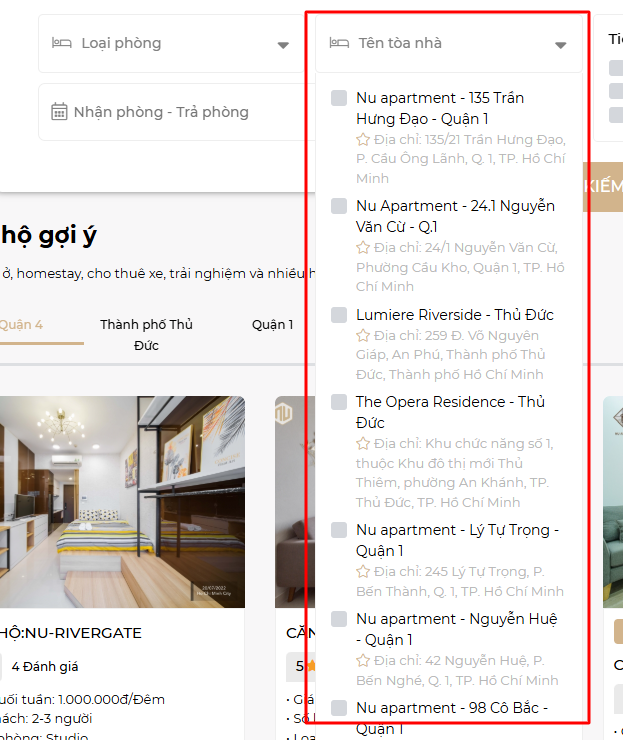 Loại phòng
Tên tòa nhà
Nhận phòng - Trả phòng
Nu apartment - 135 Trần
Hưng Đạo - Quận 1
Địa chỉ: 135/21 Trần Hưng Đạo,
P. Cầu Ông Lãnh, Q. 1, TP. Hồ Chí
Minh
Nu Apartment - 24.1 Nguyễn
Văn Cừ - Q.1
Địa chỉ: 24/1 Nguyễn Văn Cừ,
Phường Cầu Kho, Quận 1, TP. Hồ
Chí Minh
Lumiere Riverside - Thủ Đức
Địa chỉ: 259 Đ. Võ Nguyên
Giáp, An Phú, Thành phố Thủ
Đức, Thành phố Hồ Chí Minh
The Opera Residence - Thủ
Đức
Địa chỉ: Khu chức năng số 1,
thuộc Khu đô thị mới Thủ
Thiêm, phường An Khánh, TP.
Thủ Đức, TP. Hồ Chí Minh
Nu apartment - Lý Tự Trọng -
Quận 1
Địa chỉ: 245 Lý Tự Trọng, P.
Bến Thành, Q. 1, TP. Hồ Chí Minh
Nu apartment - Nguyễn Huệ
- Quận 1
Địa chỉ: 42 Nguyễn Huệ, P.
Bến Nghé, Q. 1, TP. Hồ Chí Minh
Nu apartment - 98 Cô Bắc -
Quận 1
Ti
KIẾM
hộ gợi ý
ở, homestay, cho thuê xe, trải nghiệm và nhiều h
Quận 4
Thành phố Thủ
Đức
Quận 1
HỘ:NU-RIVERGATE
4 Đánh giá
uối tuần: 1.000.000đ/Đêm
hách: 2-3 người
phòng: Studio
CĂN
5
• Giá
• Số
• Loạ